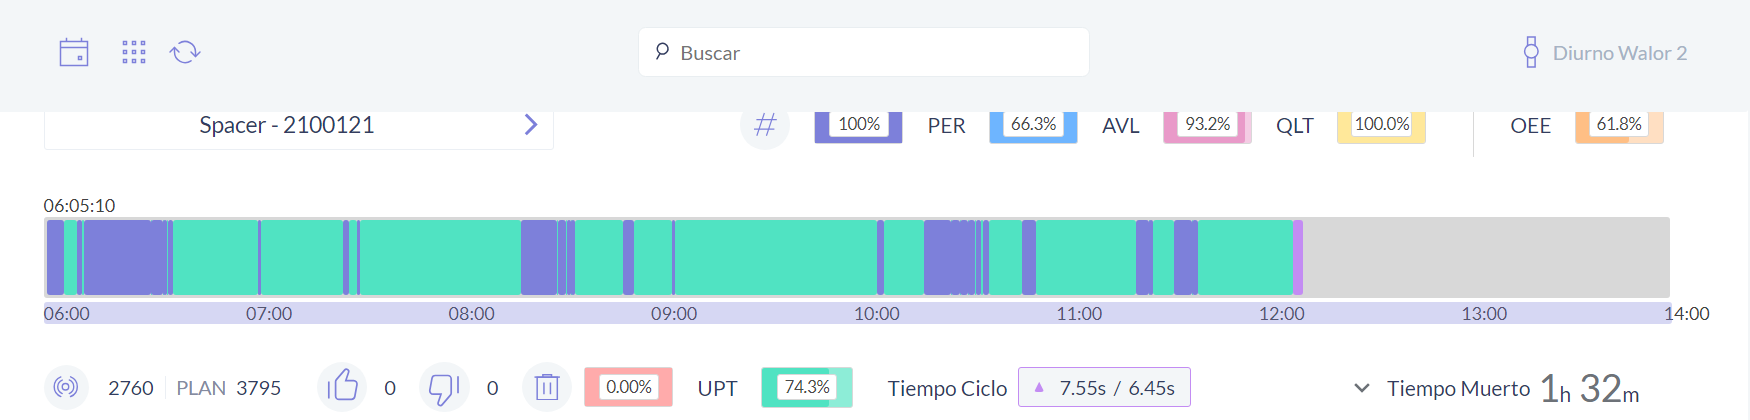 Buscar
Diurno Walor 2
Spacer - 2100121
# 100% PER 66.3% AVL 93.2% QLT 100.0% OEE 61.8%
06:05:10
06:00 07:00 08:00 09:00 10:00 11:00 12:00 13:00 14:00
2760 PLAN 3795 0 0 0.00% UPT 74.3% Tiempo Ciclo 7.55s / 6.45s Tiempo Muerto 1h 32m